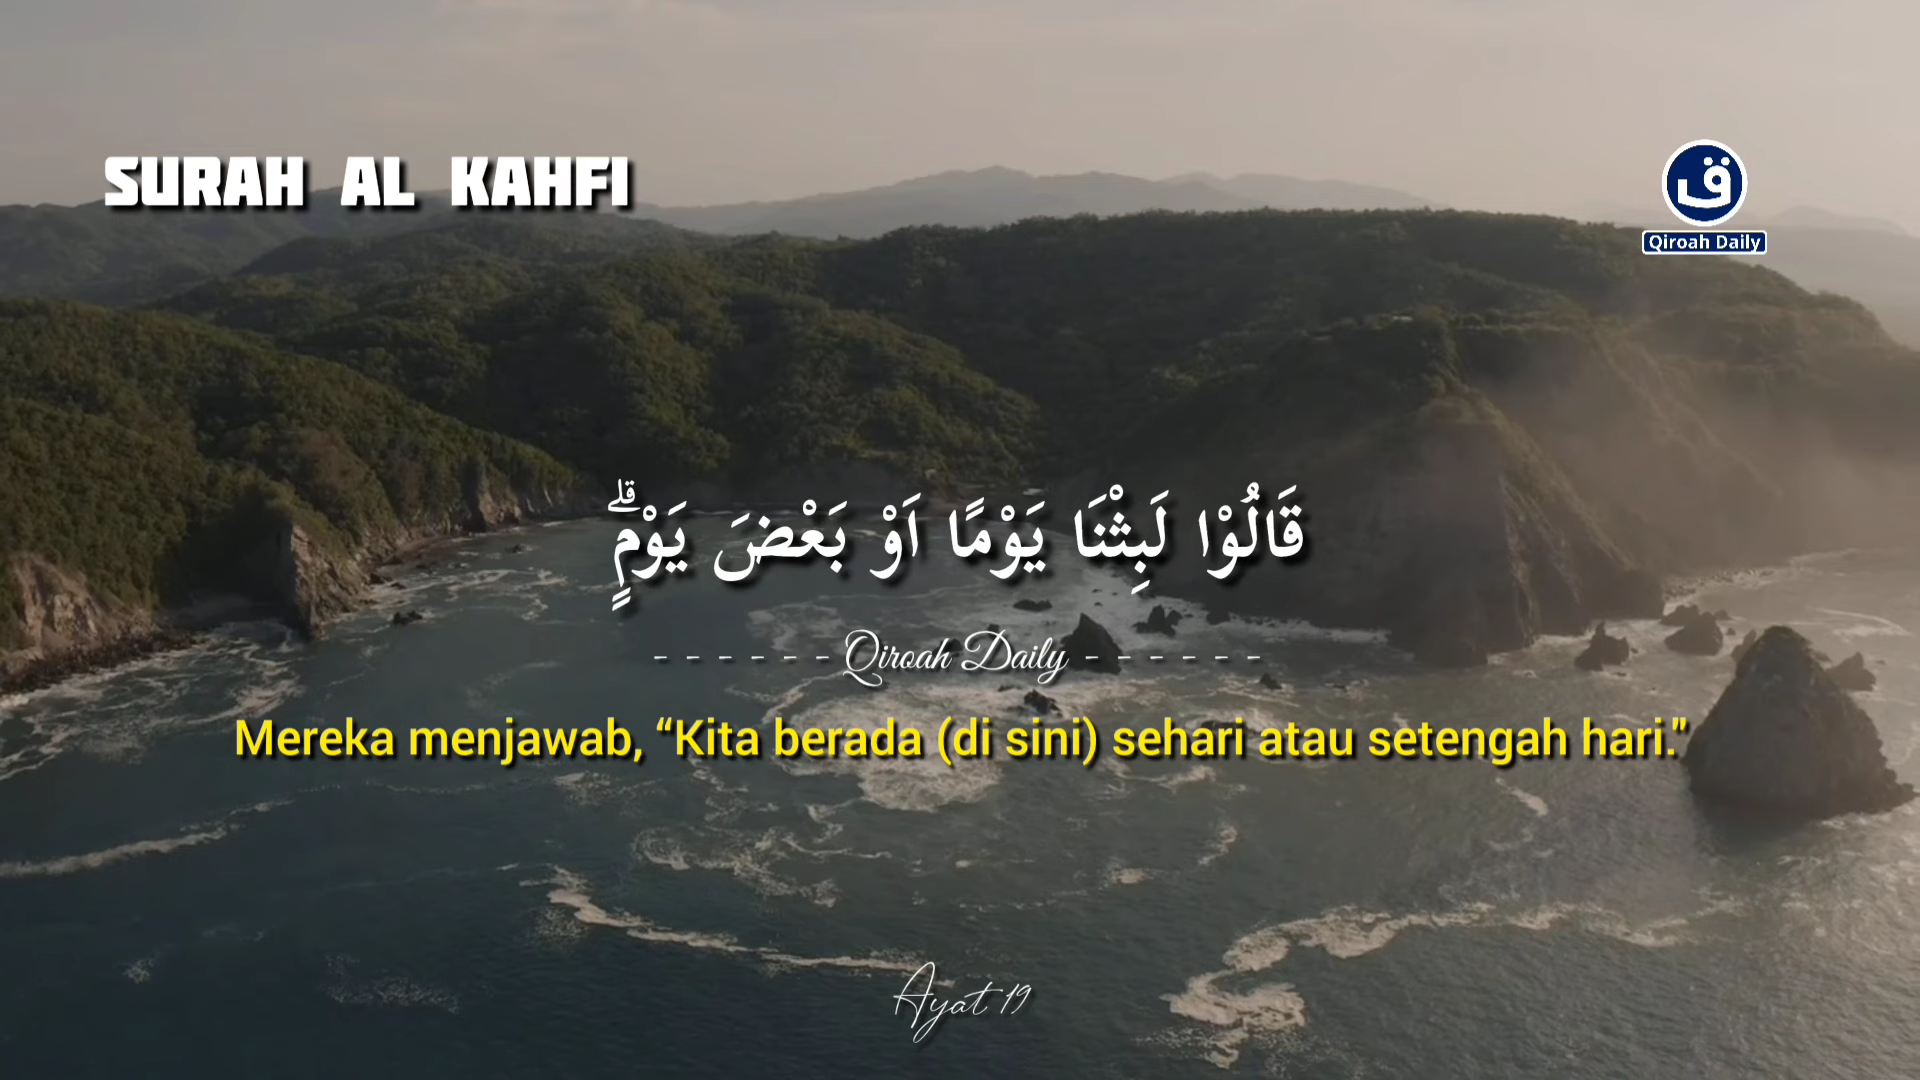 SURAH AL KAHFI
ق
Qiroah Daily
قَالُوْا لَبِثْنَا يَوْمًا اَوْ بَعْضَ يَوْمٍۗ
- - - - - - Qiroah Daily - - - - - -
Mereka menjawab, “Kita berada (di sini) sehari atau setengah hari."
Ayat 19